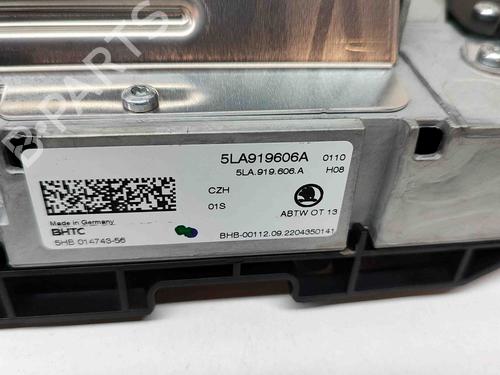 B-PARTS
5LA919606A 0110
5LA.919.606.A H08
CZH
01S
ABTW OT 13
Made in Germany
BHTC
5HB 014743-56
BHB-00112.09.2204350141